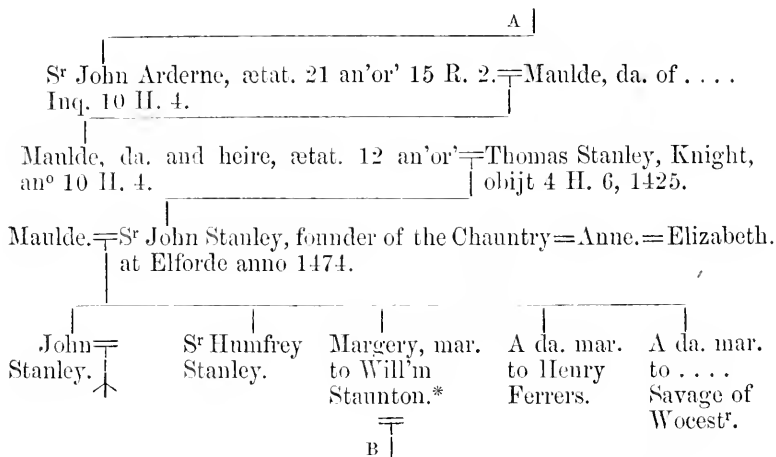 A
Sʳ John Arderne, ætat. 21 an'or' 15 R. 2.=Maulde, da. of . . . .
Inq. 10 H. 4.
Maulde, da. and heire, ætat. 12 an'or'=Thomas Stanley, Knight,
anº 10 H. 4.
obijt 4 H. 6, 1425.
Maulde.=Sʳ John Stanley, founder of the Chauntry=Anne.=Elizabeth.
at Elforde anno 1474.
John=
Stanley.
Sʳ Humfrey
Stanley.
Margery, mar.
to Will'm
Staunton.*
A da. mar.
to Henry
Ferrers.
A da. mar.
to . . . .
Savage of
Wocestʳ.
B